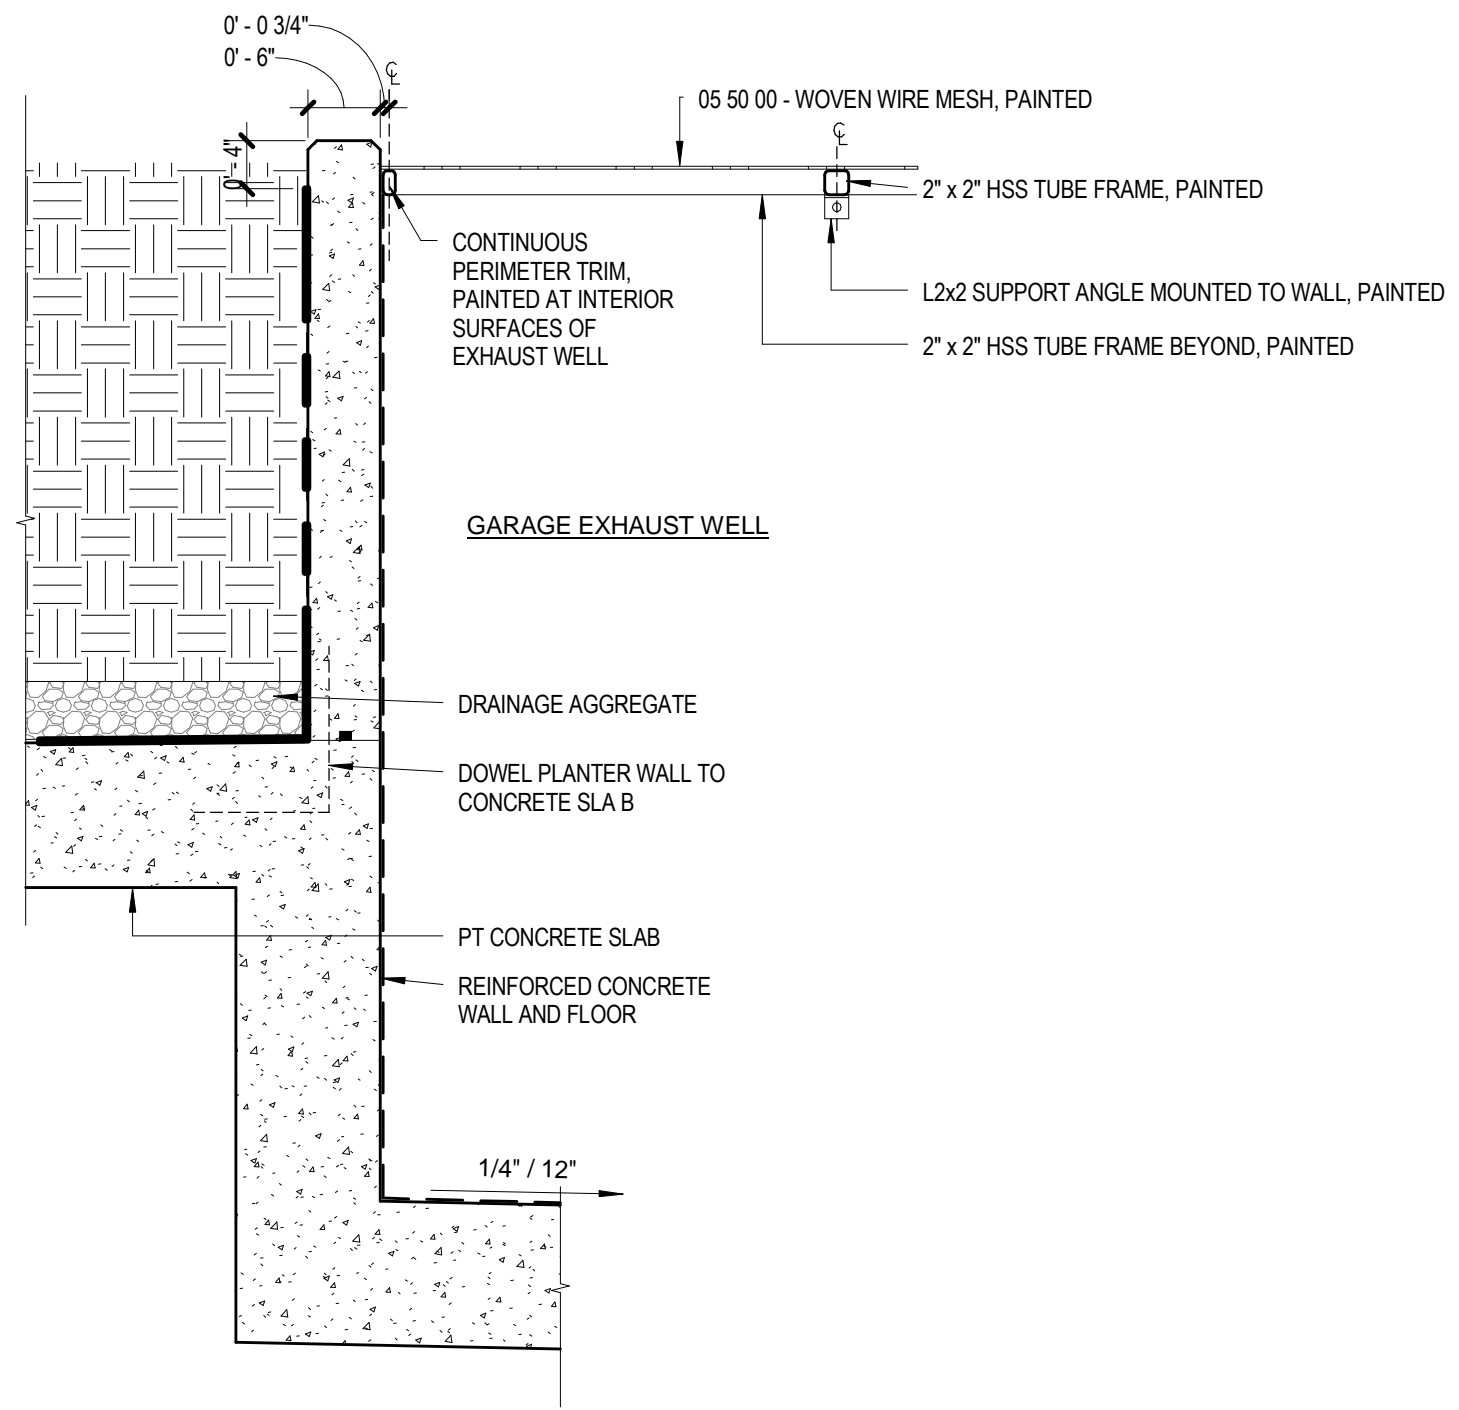 0' - 0 3/4"
0' - 6"
℄
05 50 00 - WOVEN WIRE MESH, PAINTED
℄
0' - 4"
2" x 2" HSS TUBE FRAME, PAINTED
CONTINUOUS
PERIMETER TRIM,
PAINTED AT INTERIOR
SURFACES OF
EXHAUST WELL
L2x2 SUPPORT ANGLE MOUNTED TO WALL, PAINTED
2" x 2" HSS TUBE FRAME BEYOND, PAINTED
GARAGE EXHAUST WELL
DRAINAGE AGGREGATE
DOWEL PLANTER WALL TO
CONCRETE SLA B
PT CONCRETE SLAB
REINFORCED CONCRETE
WALL AND FLOOR
1/4" / 12"